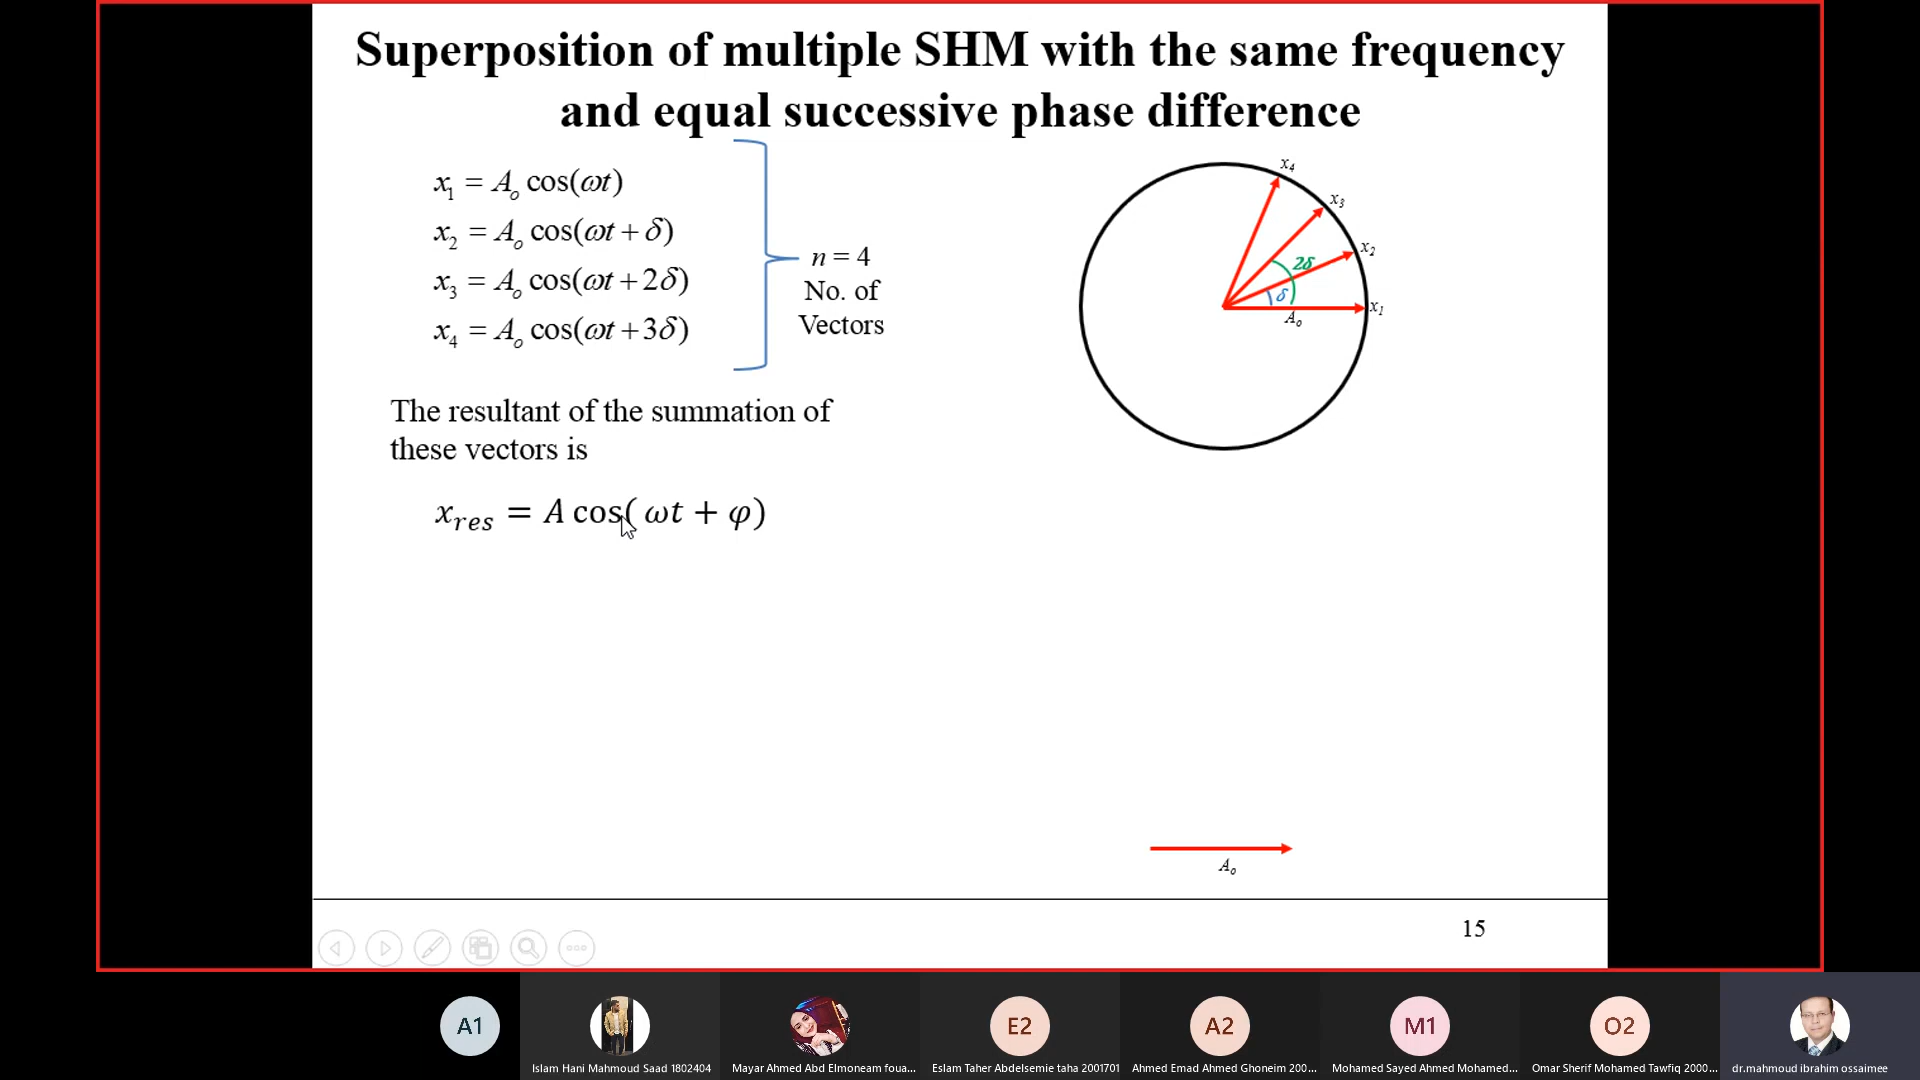 Superposition of multiple SHM with the same frequency
and equal successive phase difference
x₁ = Aₒ cos(ωt)
x₂ = Aₒ cos(ωt + δ)
x₃ = Aₒ cos(ωt + 2δ)
x₄ = Aₒ cos(ωt + 3δ)
n = 4
No. of
Vectors
x₄
x₃
x₂
2δ
δ
x₁
Aₒ
The resultant of the summation of
these vectors is
x_res = A cos( ωt + φ)
Aₒ
15
A1
E2
A2
M1
O2
Islam Hani Mahmoud Saad 1802404
Mayar Ahmed Abd Elmoneam foua...
Eslam Taher Abdelsemie taha 2001701
Ahmed Emad Ahmed Ghoneim 200...
Mohamed Sayed Ahmed Mohamed...
Omar Sherif Mohamed Tawfiq 2000...
dr.mahmoud ibrahim ossaimee